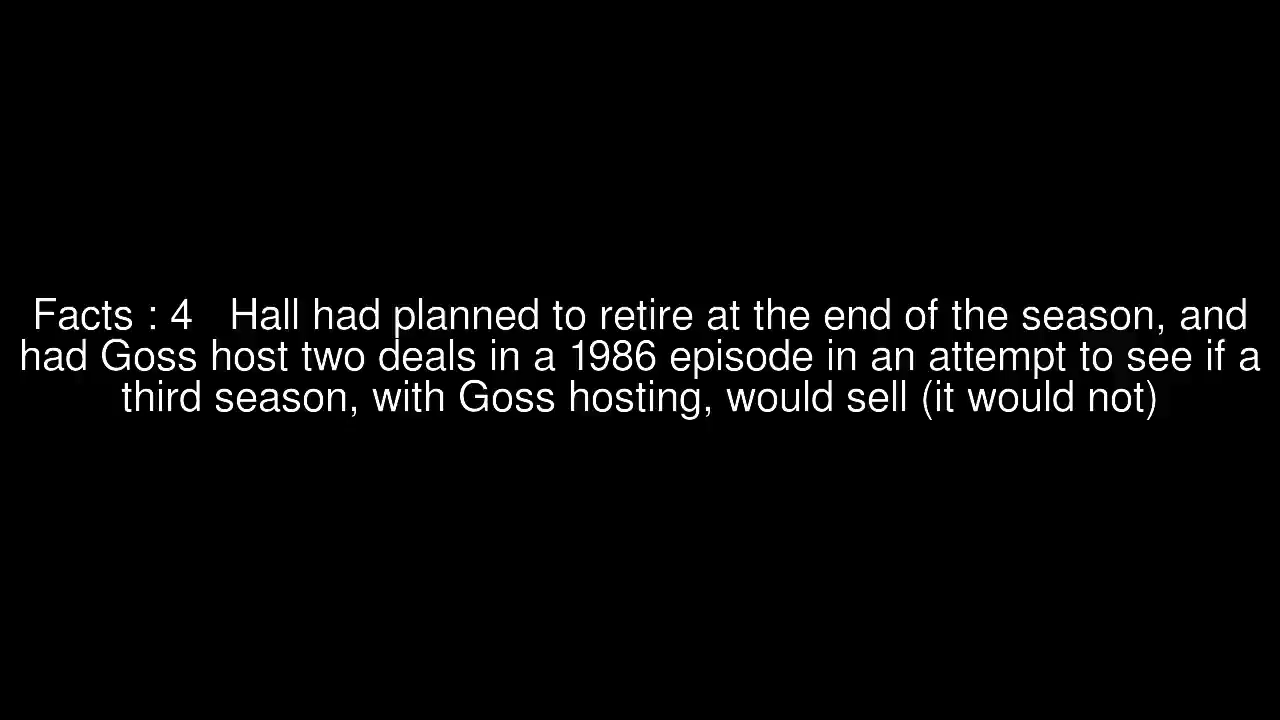 Facts : 4   Hall had planned to retire at the end of the season, and
had Goss host two deals in a 1986 episode in an attempt to see if a
third season, with Goss hosting, would sell (it would not)